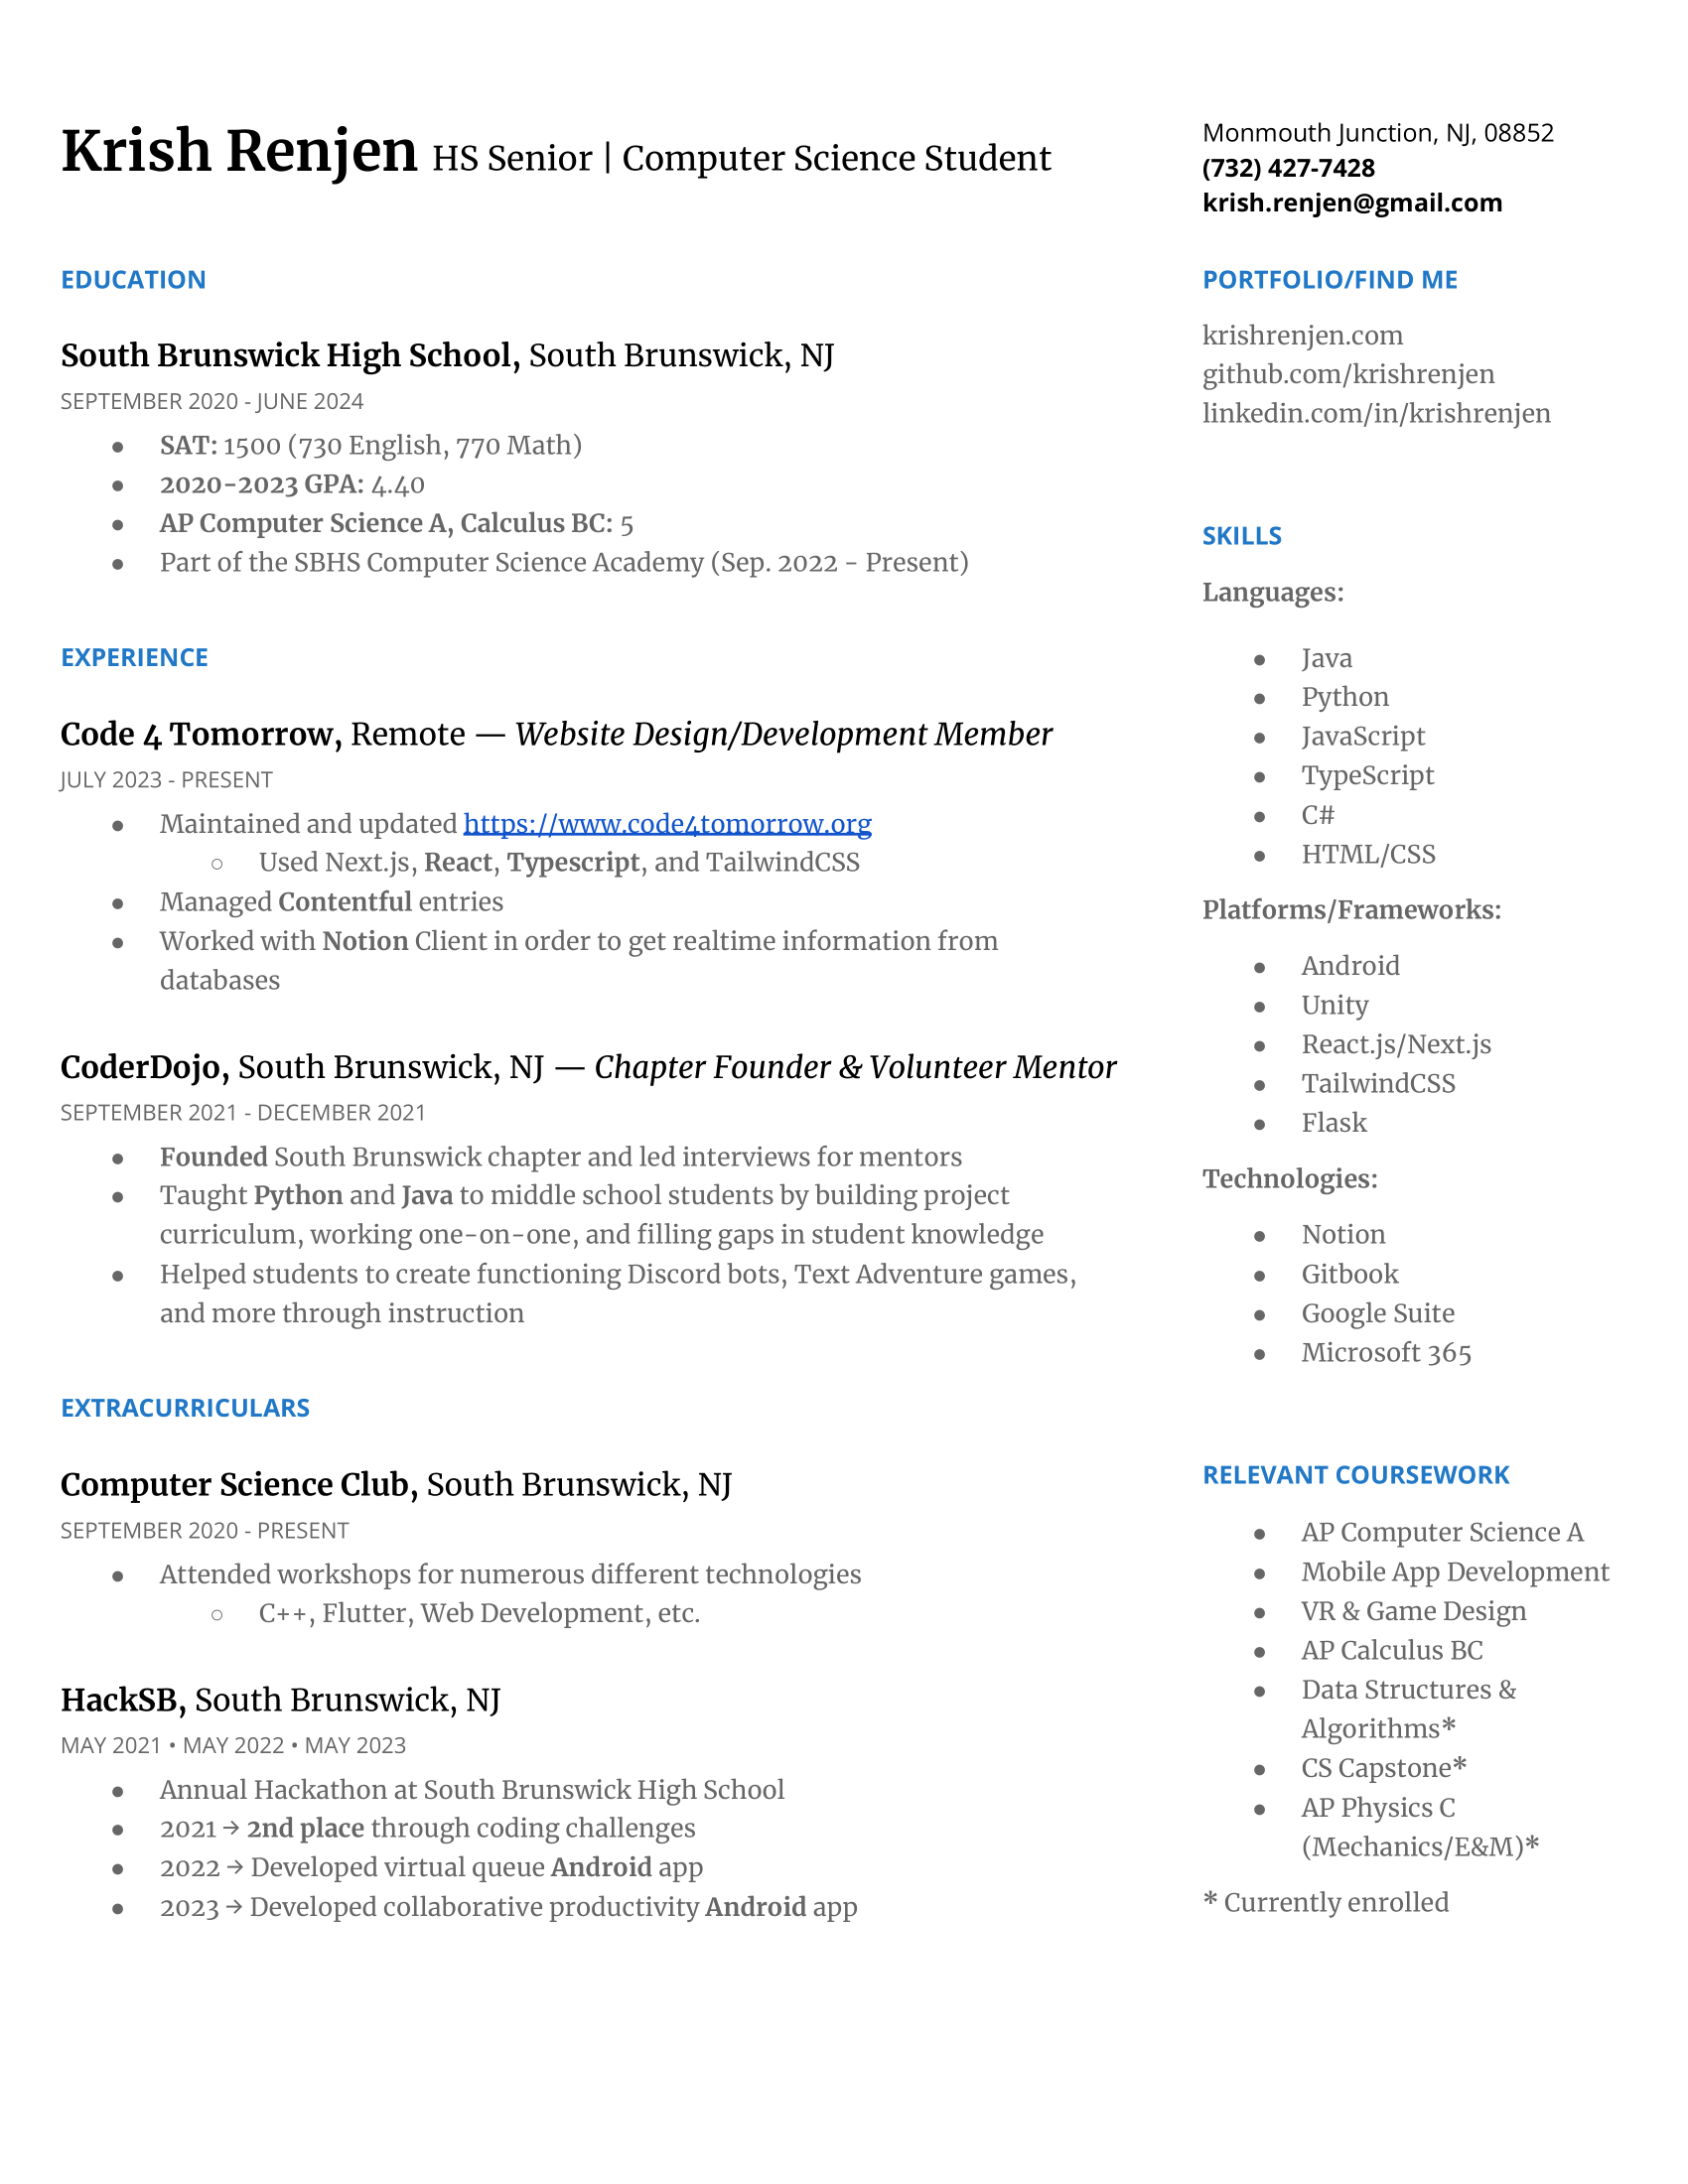 Krish Renjen HS Senior | Computer Science Student
EDUCATION
South Brunswick High School, South Brunswick, NJ
SEPTEMBER 2020 - JUNE 2024
● SAT: 1500 (730 English, 770 Math)
● 2020-2023 GPA: 4.40
● AP Computer Science A, Calculus BC: 5
● Part of the SBHS Computer Science Academy (Sep. 2022 - Present)
EXPERIENCE
Code 4 Tomorrow, Remote — Website Design/Development Member
JULY 2023 - PRESENT
● Maintained and updated https://www.code4tomorrow.org
○ Used Next.js, React, Typescript, and TailwindCSS
● Managed Contentful entries
● Worked with Notion Client in order to get realtime information from
databases
CoderDojo, South Brunswick, NJ — Chapter Founder & Volunteer Mentor
SEPTEMBER 2021 - DECEMBER 2021
● Founded South Brunswick chapter and led interviews for mentors
● Taught Python and Java to middle school students by building project
curriculum, working one-on-one, and filling gaps in student knowledge
● Helped students to create functioning Discord bots, Text Adventure games,
and more through instruction
EXTRACURRICULARS
Computer Science Club, South Brunswick, NJ
SEPTEMBER 2020 - PRESENT
● Attended workshops for numerous different technologies
○ C++, Flutter, Web Development, etc.
HackSB, South Brunswick, NJ
MAY 2021 • MAY 2022 • MAY 2023
● Annual Hackathon at South Brunswick High School
● 2021 → 2nd place through coding challenges
● 2022 → Developed virtual queue Android app
● 2023 → Developed collaborative productivity Android app
Monmouth Junction, NJ, 08852
(732) 427-7428
krish.renjen@gmail.com
PORTFOLIO/FIND ME
krishrenjen.com
github.com/krishrenjen
linkedin.com/in/krishrenjen
SKILLS
Languages:
● Java
● Python
● JavaScript
● TypeScript
● C#
● HTML/CSS
Platforms/Frameworks:
● Android
● Unity
● React.js/Next.js
● TailwindCSS
● Flask
Technologies:
● Notion
● Gitbook
● Google Suite
● Microsoft 365
RELEVANT COURSEWORK
● AP Computer Science A
● Mobile App Development
● VR & Game Design
● AP Calculus BC
● Data Structures &
Algorithms*
● CS Capstone*
● AP Physics C
(Mechanics/E&M)*
* Currently enrolled